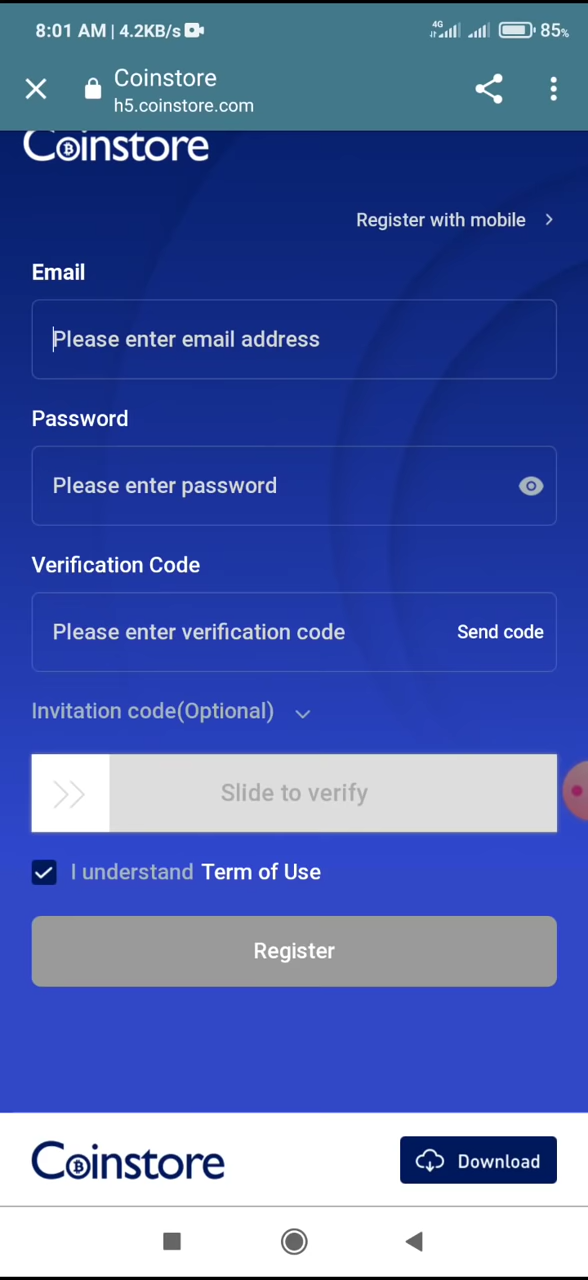 8:01 AM | 4.2KB/s
4G
85%
Coinstore
h5.coinstore.com
Coinstore
Register with mobile
Email
Please enter email address
Password
Please enter password
Verification Code
Please enter verification code Send code
Invitation code(Optional)
Slide to verify
I understand Term of Use
Register
Coinstore Download